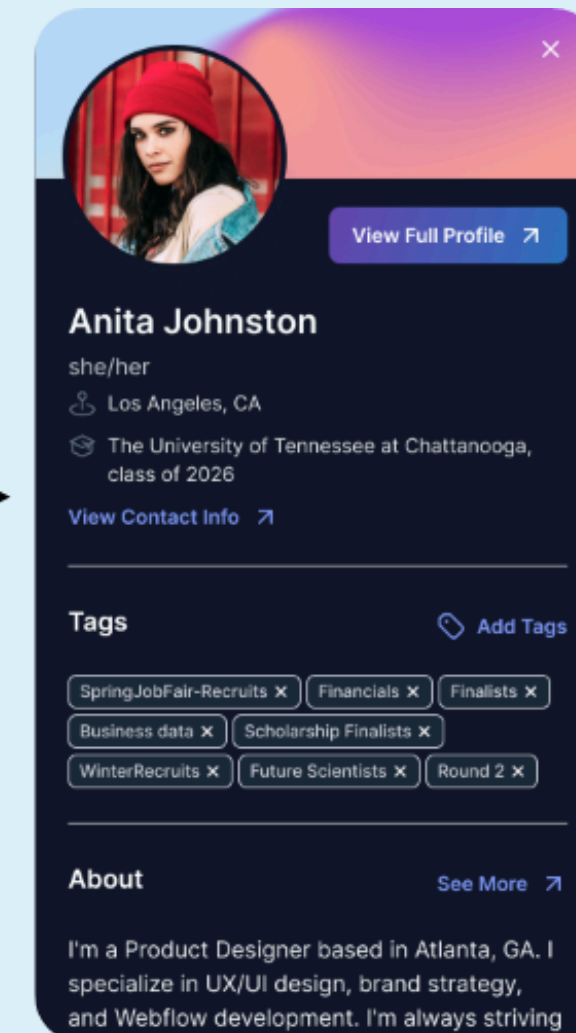 View Full Profile
Anita Johnston
she/her
Los Angeles, CA
The University of Tennessee at Chattanooga,
class of 2026
View Contact Info
Tags
Add Tags
SpringJobFair-Recruits × Financials × Finalists ×
Business data × Scholarship Finalists ×
WinterRecruits × Future Scientists × Round 2 ×
About
See More
I'm a Product Designer based in Atlanta, GA. I
specialize in UX/UI design, brand strategy,
and Webflow development. I'm always striving